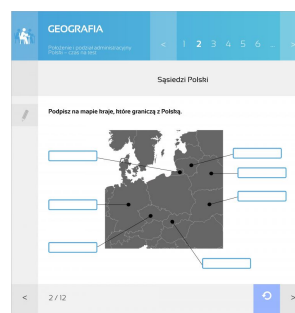 GEOGRAFIA
Położenie i podział administracyjny
Polski – czas na test
< 1 2 3 4 5 6 ... >
Sąsiedzi Polski
Podpisz na mapie kraje, które graniczą z Polską.
< 2 / 12 >